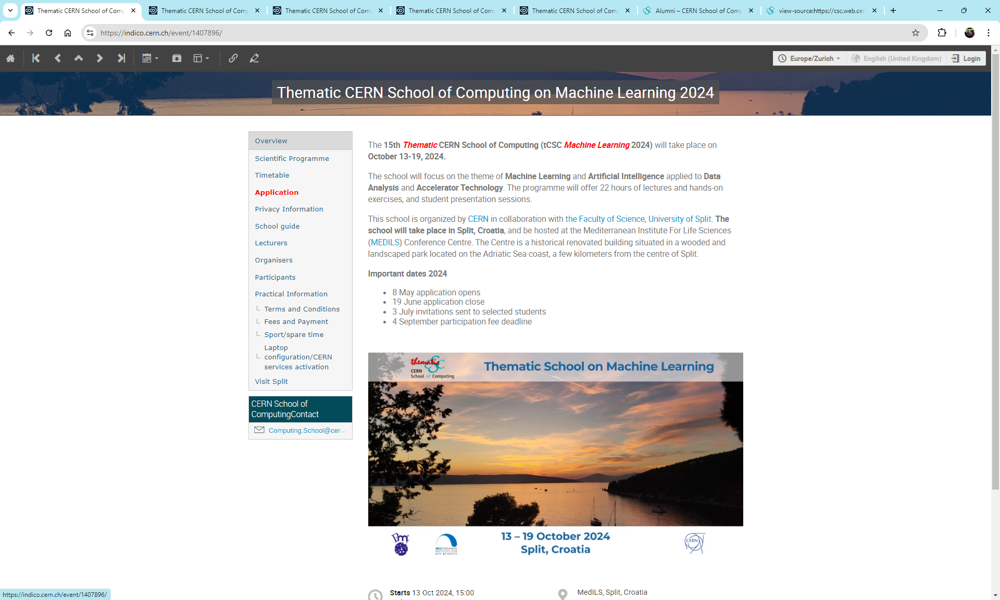 Thematic CERN School of Comp
Thematic CERN School of Comp
Thematic CERN School of Comp
Thematic CERN School of Com
Thematic CERN School of Comp
Alumni – CERN School of Comp
view-source:https://csc.web.cer
https://indico.cern.ch/event/1407896/
Europe/Zurich
English (United Kingdom)
Login
Thematic CERN School of Computing on Machine Learning 2024
Overview
Scientific Programme
Timetable
Application
Privacy Information
School guide
Lecturers
Organisers
Participants
Practical Information
Terms and Conditions
Fees and Payment
Sport/spare time
Laptop
configuration/CERN
services activation
Visit Split
CERN School of
ComputingContact
Computing.School@cer...
The 15th Thematic CERN School of Computing (tCSC Machine Learning 2024) will take place on
October 13-19, 2024.
The school will focus on the theme of Machine Learning and Artificial Intelligence applied to Data
Analysis and Accelerator Technology. The programme will offer 22 hours of lectures and hands-on
exercises, and student presentation sessions.
This school is organized by CERN in collaboration with the Faculty of Science, University of Split. The
school will take place in Split, Croatia, and be hosted at the Mediterranean Institute For Life Sciences
(MEDILS) Conference Centre. The Centre is a historical renovated building situated in a wooded and
landscaped park located on the Adriatic Sea coast, a few kilometers from the centre of Split.
Important dates 2024
• 8 May application opens
• 19 June application close
• 3 July invitations sent to selected students
• 4 September participation fee deadline
thematic
CERN
School of Computing
Thematic School on Machine Learning
13 – 19 October 2024
Split, Croatia
MEDITERRANEAN
INSTITUTE FOR
LIFE SCIENCES
CERN
Starts 13 Oct 2024, 15:00
MedILS, Split, Croatia
https://indico.cern.ch/event/1407896/